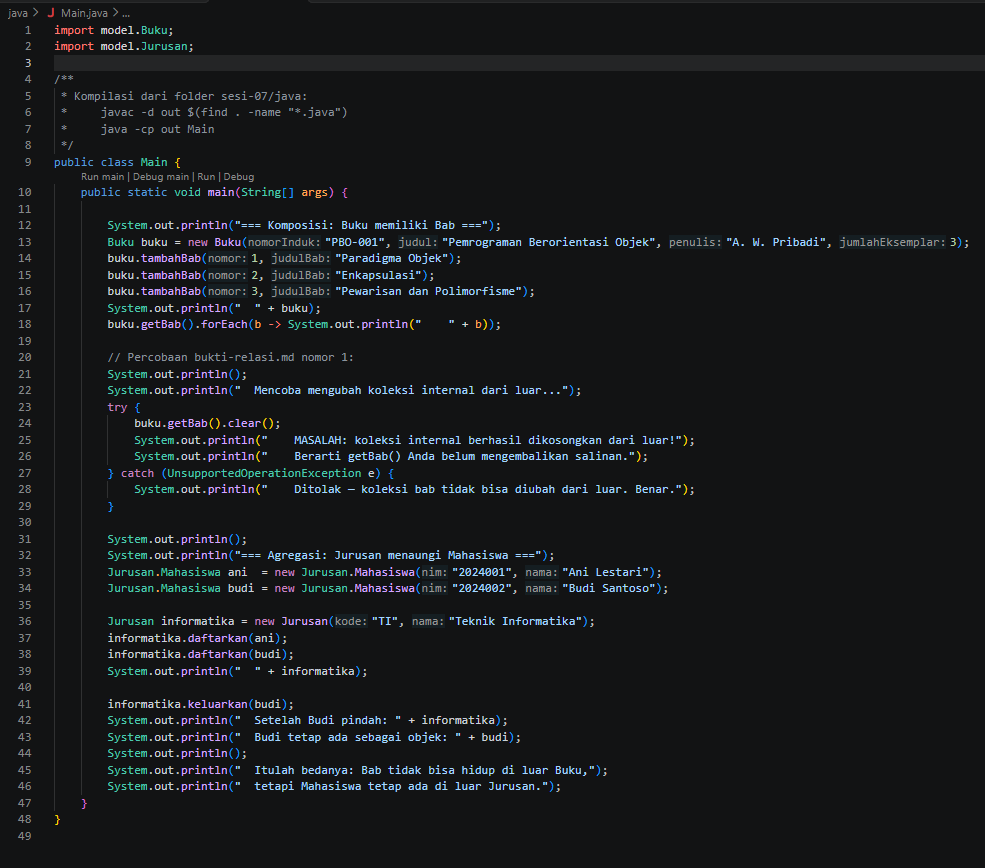 java > J Main.java > ...
1 import model.Buku;
2 import model.Jurusan;
3
4 /**
5  * Kompilasi dari folder sesi-07/java:
6  *     javac -d out $(find . -name "*.java")
7  *     java -cp out Main
8  */
9 public class Main {
Run main | Debug main | Run | Debug
10     public static void main(String[] args) {
11
12         System.out.println("=== Komposisi: Buku memiliki Bab ===");
13         Buku buku = new Buku(nomorInduk: "PBO-001", judul: "Pemrograman Berorientasi Objek", penulis: "A. W. Pribadi", jumlahEksemplar: 3);
14         buku.tambahBab(nomor: 1, judulBab: "Paradigma Objek");
15         buku.tambahBab(nomor: 2, judulBab: "Enkapsulasi");
16         buku.tambahBab(nomor: 3, judulBab: "Pewarisan dan Polimorfisme");
17         System.out.println("  " + buku);
18         buku.getBab().forEach(b -> System.out.println("    " + b));
19
20         // Percobaan bukti-relasi.md nomor 1:
21         System.out.println();
22         System.out.println("  Mencoba mengubah koleksi internal dari luar...");
23         try {
24             buku.getBab().clear();
25             System.out.println("    MASALAH: koleksi internal berhasil dikosongkan dari luar!");
26             System.out.println("    Berarti getBab() Anda belum mengembalikan salinan.");
27         } catch (UnsupportedOperationException e) {
28             System.out.println("    Ditolak — koleksi bab tidak bisa diubah dari luar. Benar.");
29         }
30
31         System.out.println();
32         System.out.println("=== Agregasi: Jurusan menaungi Mahasiswa ===");
33         Jurusan.Mahasiswa ani  = new Jurusan.Mahasiswa(nim: "2024001", nama: "Ani Lestari");
34         Jurusan.Mahasiswa budi = new Jurusan.Mahasiswa(nim: "2024002", nama: "Budi Santoso");
35
36         Jurusan informatika = new Jurusan(kode: "TI", nama: "Teknik Informatika");
37         informatika.daftarkan(ani);
38         informatika.daftarkan(budi);
39         System.out.println("  " + informatika);
40
41         informatika.keluarkan(budi);
42         System.out.println("  Setelah Budi pindah: " + informatika);
43         System.out.println("  Budi tetap ada sebagai objek: " + budi);
44         System.out.println();
45         System.out.println("  Itulah bedanya: Bab tidak bisa hidup di luar Buku,");
46         System.out.println("  tetapi Mahasiswa tetap ada di luar Jurusan.");
47     }
48 }
49